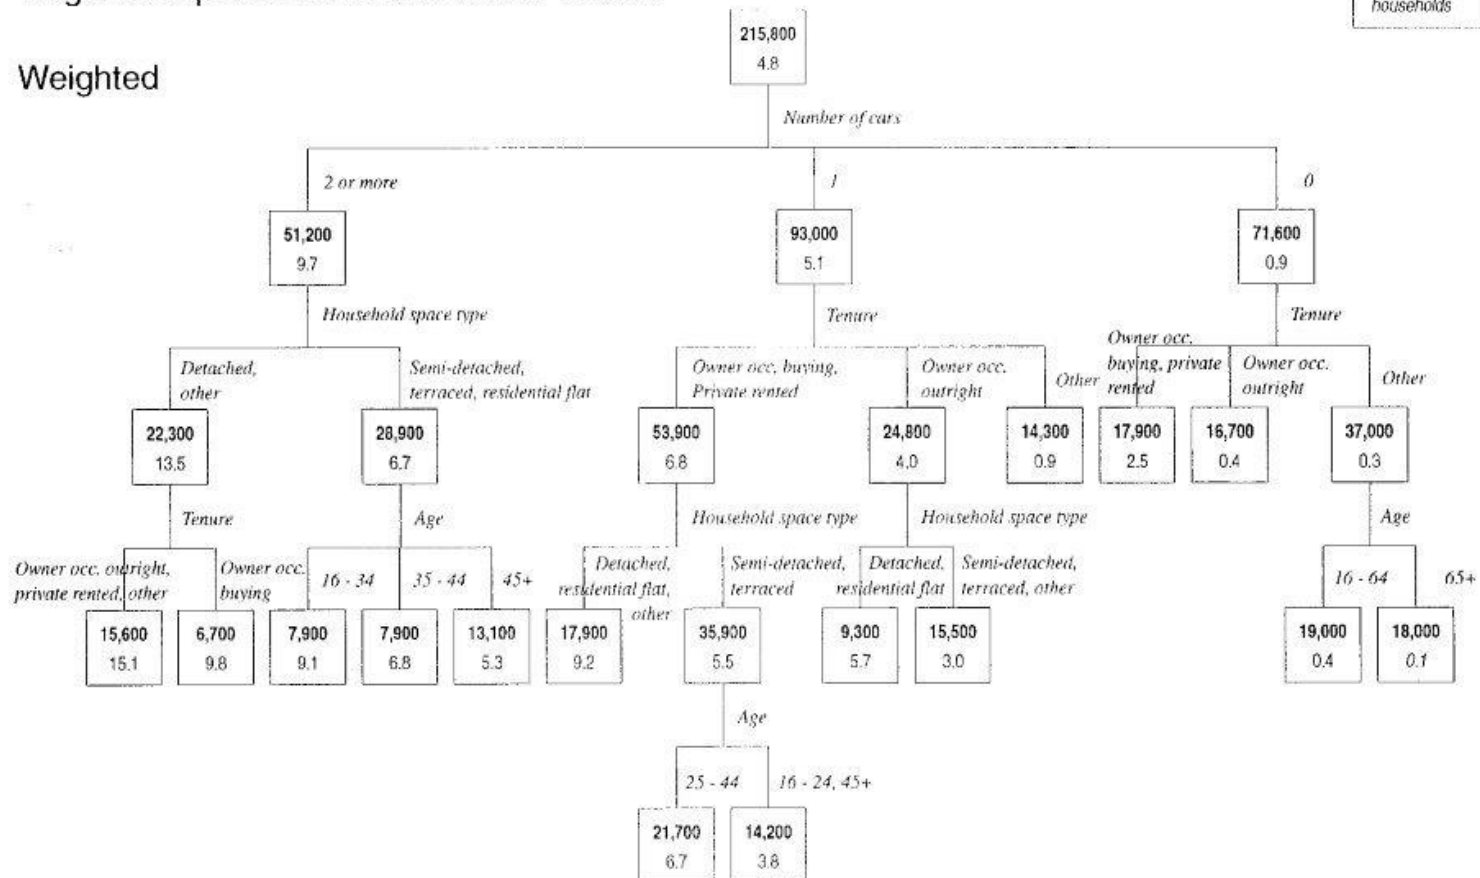 households
Weighted
215,800
4.8
Number of cars
2 or more
1
0
51,200
9.7
93,000
5.1
71,600
0.9
Household space type
Tenure
Tenure
Detached,
other
Semi-detached,
terraced, residential flat
Owner occ, buying,
Private rented
Owner occ.
outright
Other
Owner occ.
buying, private
rented
Owner occ.
outright
Other
22,300
13.5
28,900
6.7
53,900
6.8
24,800
4.0
14,300
0.9
17,900
2.5
16,700
0.4
37,000
0.3
Tenure
Age
Household space type
Household space type
Age
Owner occ. outright,
private rented, other
Owner occ.
buying
16 - 34
35 - 44
45+
Detached,
residential flat,
other
Semi-detached,
terraced
Detached,
residential flat
Semi-detached,
terraced, other
16 - 64
65+
15,600
15.1
6,700
9.8
7,900
9.1
7,900
6.8
13,100
5.3
17,900
9.2
35,900
5.5
9,300
5.7
15,500
3.0
19,000
0.4
18,000
0.1
Age
25 - 44
16 - 24, 45+
21,700
6.7
14,200
3.8